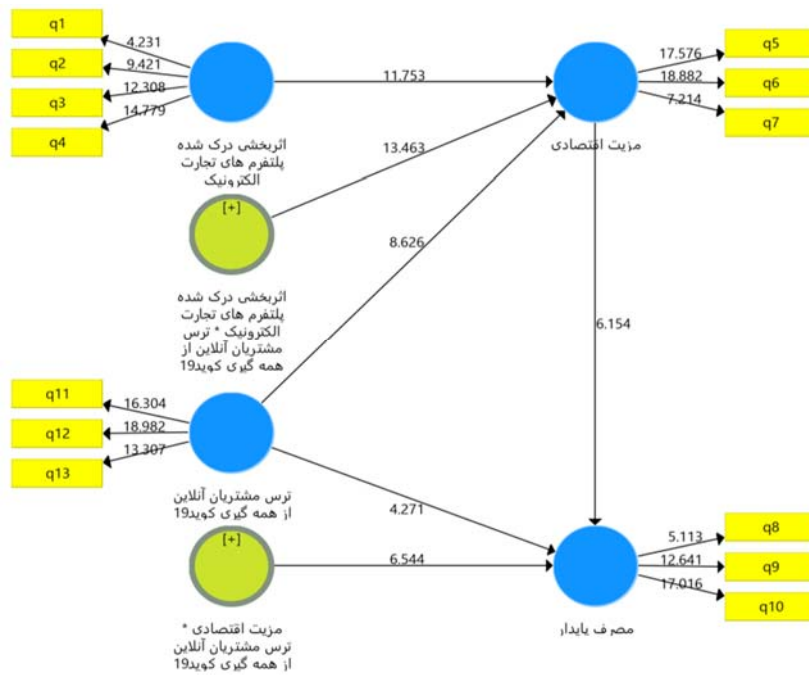 q1
q2
q3
q4
4.231
9.421
12.308
14.779
اثربخشی درک شده
پلتفرم های تجارت
الکترونیک
11.753
13.463
8.626
مزیت اقتصادی
17.576
18.882
7.214
q5
q6
q7
[+]
اثربخشی درک شده
پلتفرم های تجارت
الکترونیک * ترس
مشتریان آنلاین از
همه گیری کوید19
6.154
q11
q12
q13
16.304
18.982
13.307
ترس مشتریان آنلاین
از همه گیری کوید19
4.271
6.544
[+]
مزیت اقتصادی *
ترس مشتریان آنلاین
از همه گیری کوید19
مصرف پایدار
5.113
12.641
17.016
q8
q9
q10